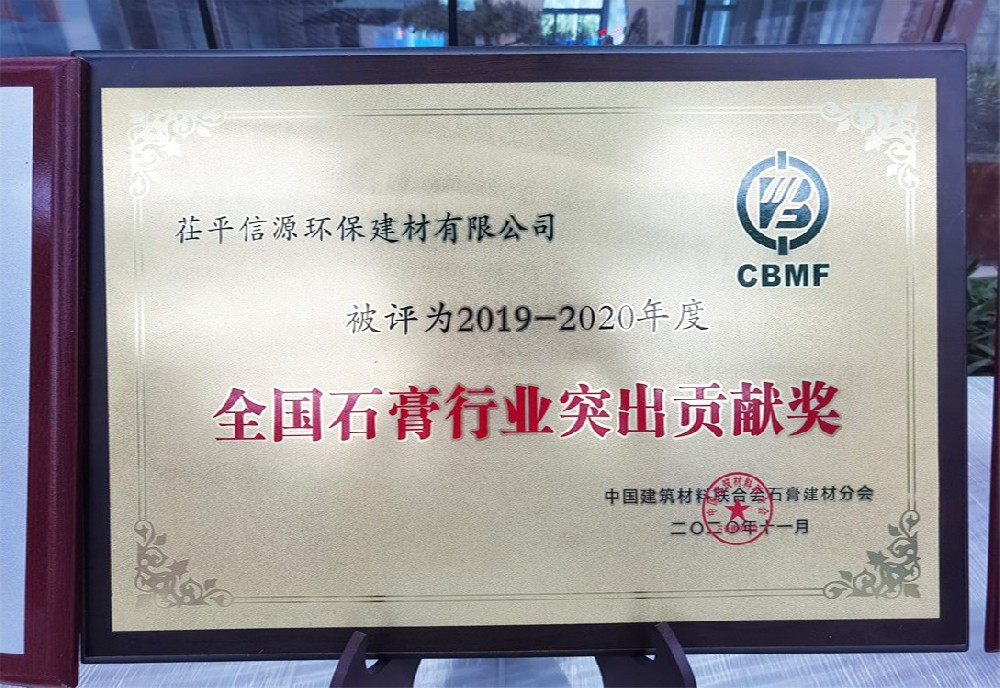 茌平信源环保建材有限公司
CBMF
被评为2019-2020年度
全国石膏行业突出贡献奖
中国建筑材料联合会石膏建材分会
二〇二〇年十一月